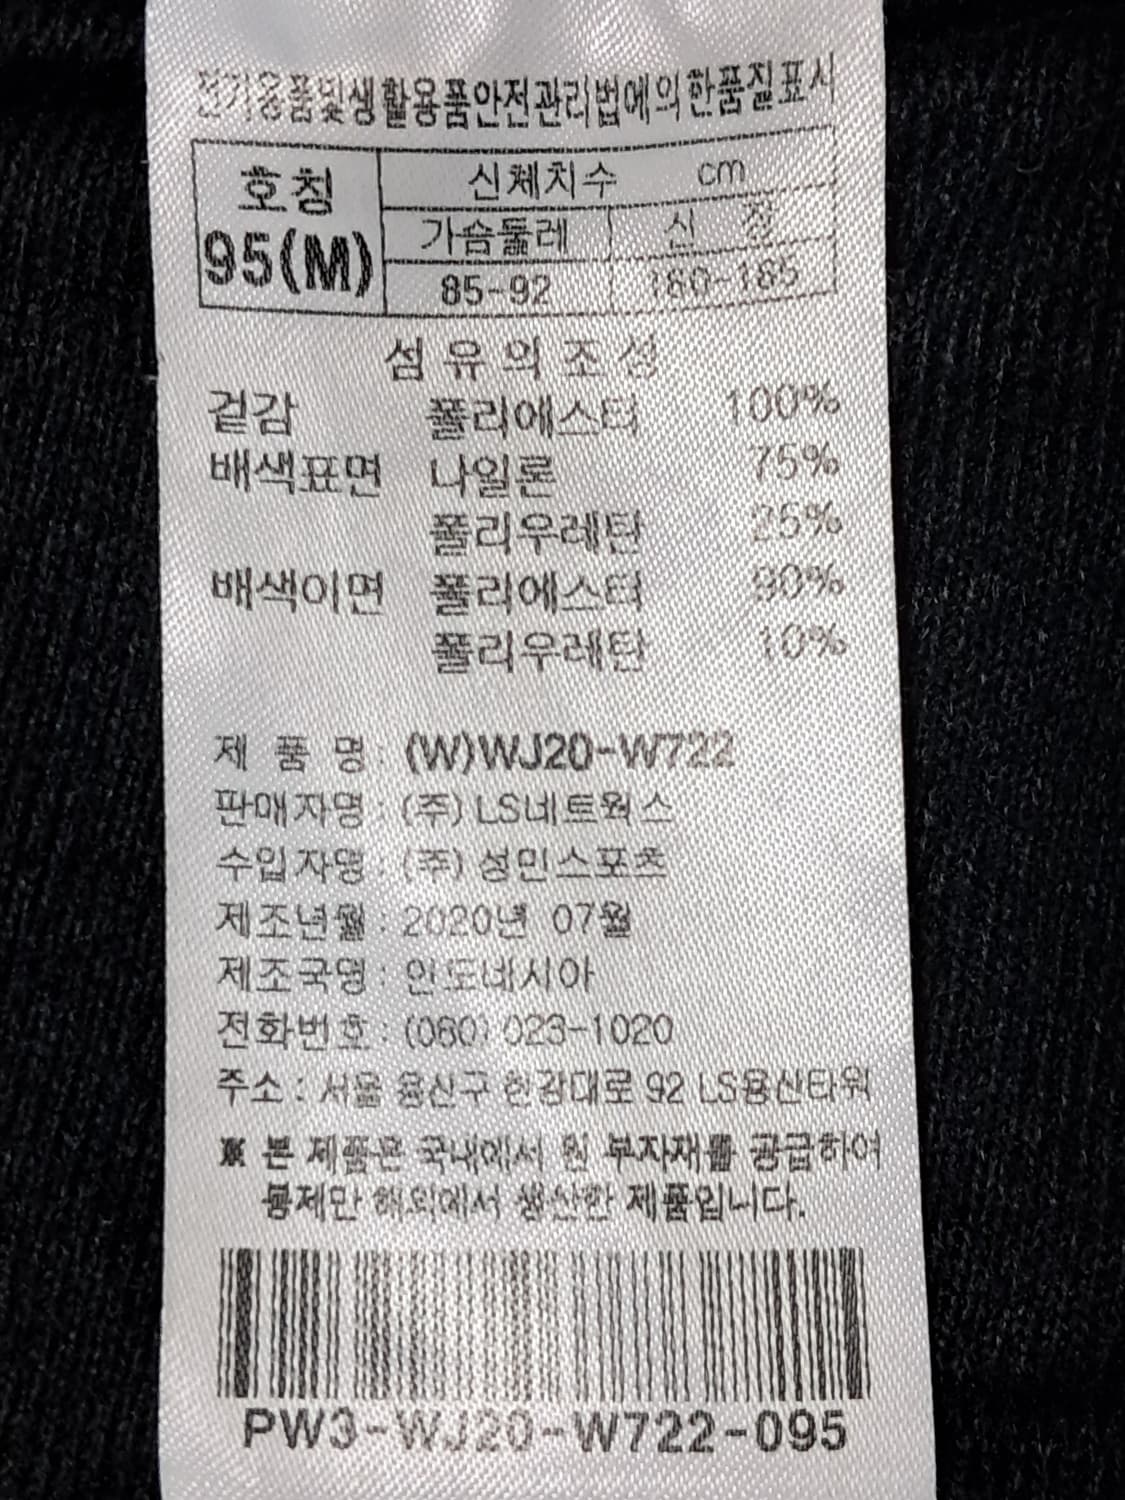 전기용품및생활용품안전관리법에의한품질표시
호칭 신체치수 cm
95(M) 가슴둘레 신 장
85-92 160-165
섬유의조성
겉감 폴리에스터 100%
배색표면 나일론 75%
폴리우레탄 25%
배색이면 폴리에스터 90%
폴리우레탄 10%
제 품 명: (W)WJ20-W722
판매자명: (주) LS네트웍스
수입자명: (주) 성민스포츠
제조년월: 2020년 07월
제조국명: 인도네시아
전화번호: (080) 023-1020
주소: 서울 용산구 한강대로 92 LS용산타워
※ 본 제품은 국내에서 원 부자재를 공급하여
봉제만 해외에서 생산한 제품입니다.
PW3-WJ20-W722-095